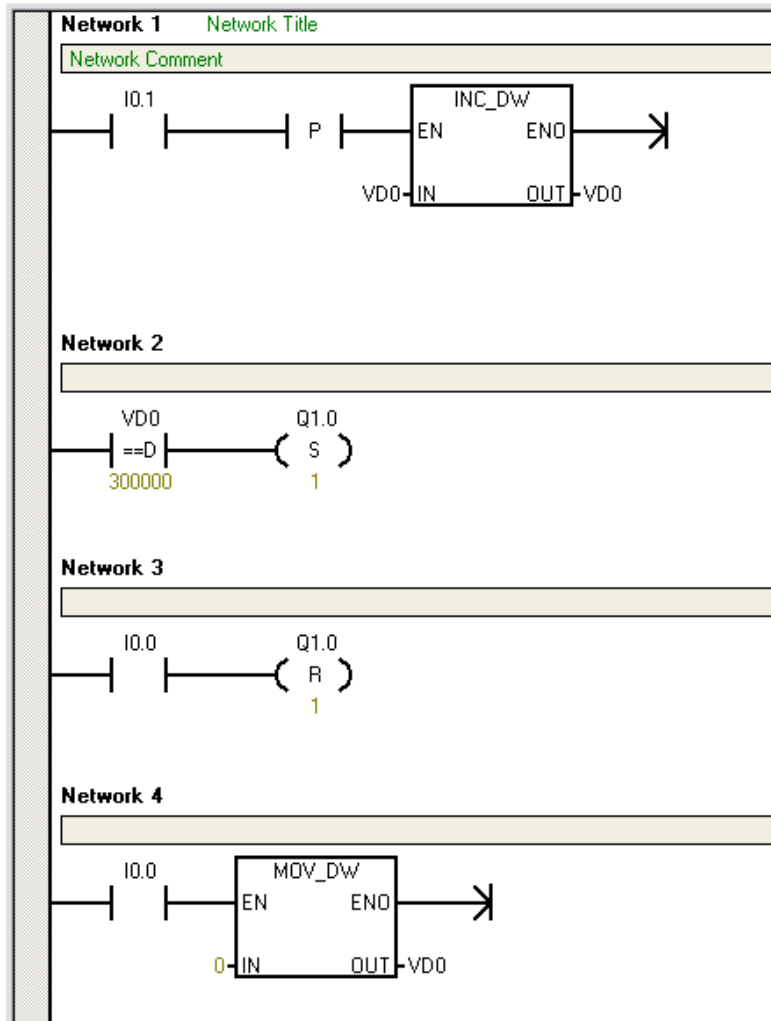 Network 1 Network Title
Network Comment
I0.1 INC_DW
P EN ENO
VD0 IN OUT VD0
Network 2
VD0 Q1.0
==D S
300000 1
Network 3
I0.0 Q1.0
R
1
Network 4
I0.0 MOV_DW
EN ENO
0 IN OUT VD0